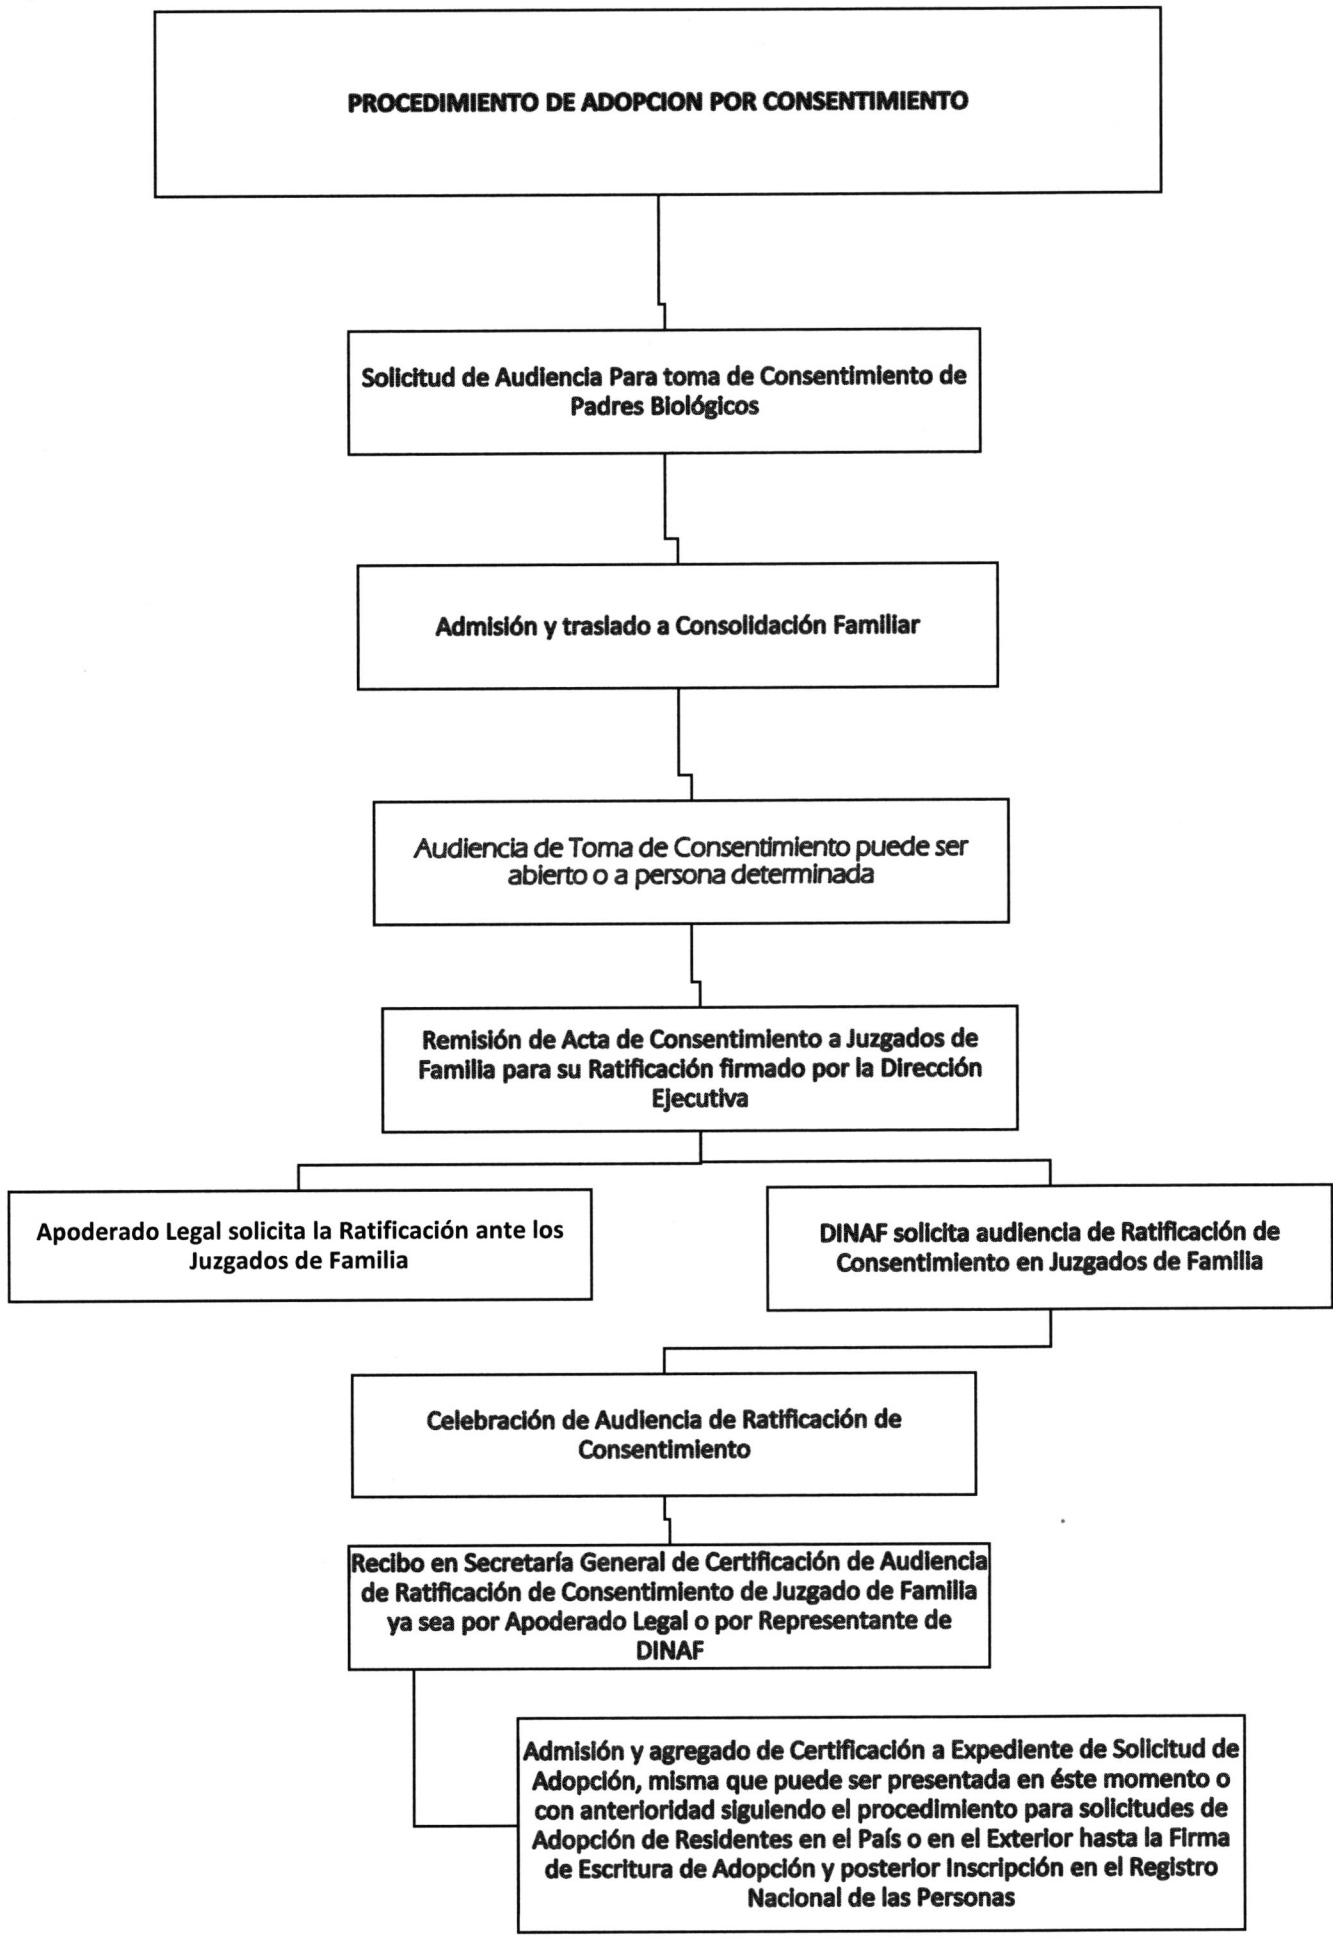 PROCEDIMIENTO DE ADOPCION POR CONSENTIMIENTO
Solicitud de Audiencia Para toma de Consentimiento de
Padres Biológicos
Admisión y traslado a Consolidación Familiar
Audiencia de Toma de Consentimiento puede ser
abierto o a persona determinada
Remisión de Acta de Consentimiento a Juzgados de
Familia para su Ratificación firmado por la Dirección
Ejecutiva
Apoderado Legal solicita la Ratificación ante los
Juzgados de Familia
DINAF solicita audiencia de Ratificación de
Consentimiento en Juzgados de Familia
Celebración de Audiencia de Ratificación de
Consentimiento
Recibo en Secretaría General de Certificación de Audiencia
de Ratificación de Consentimiento de Juzgado de Familia
ya sea por Apoderado Legal o por Representante de
DINAF
Admisión y agregado de Certificación a Expediente de Solicitud de
Adopción, misma que puede ser presentada en éste momento o
con anterioridad siguiendo el procedimiento para solicitudes de
Adopción de Residentes en el País o en el Exterior hasta la Firma
de Escritura de Adopción y posterior Inscripción en el Registro
Nacional de las Personas